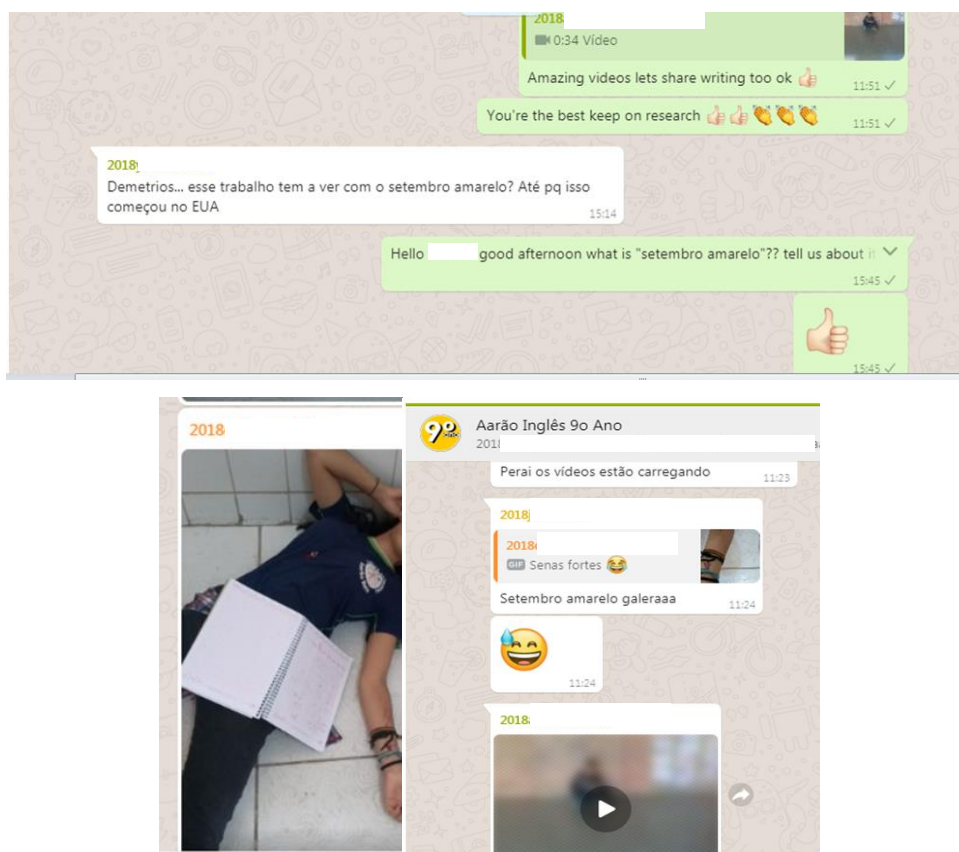 2018
0:34 Vídeo
Amazing videos lets share writing too ok 👍
11:51
You're the best keep on research 👍👍👏👏👏
11:51
2018
Demetrios... esse trabalho tem a ver com o setembro amarelo? Até pq isso
começou no EUA
15:14
Hello good afternoon what is "setembro amarelo"?? tell us about it
15:45
👍
15:45
2018
9º
ano
Aarão Inglês 9o Ano
201
Perai os vídeos estão carregando
11:23
2018j
2018
GIF Senas fortes 😂
Setembro amarelo galeraaa
11:24
😅
11:24
2018